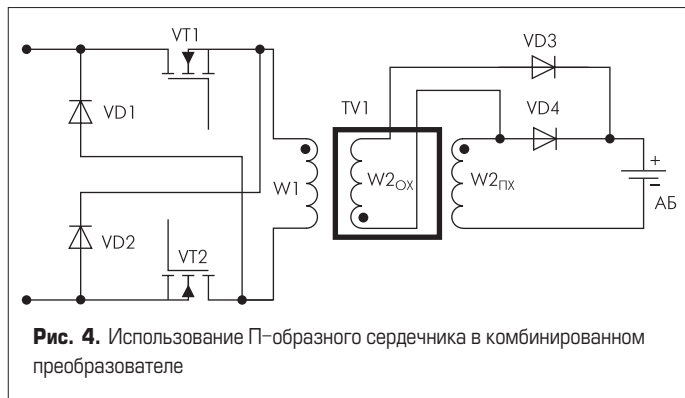 VT1
VD3
VD1
TV1
VD4
W1
W2ОХ
W2ПХ
+
−
АБ
VD2
VT2
Рис. 4. Использование П-образного сердечника в комбинированном
преобразователе